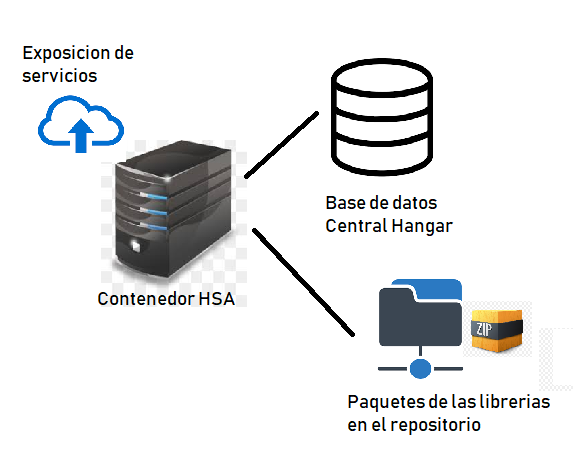 Exposicion de
servicios
Base de datos
Central Hangar
Contenedor HSA
ZIP
Paquetes de las librerias
en el repositorio